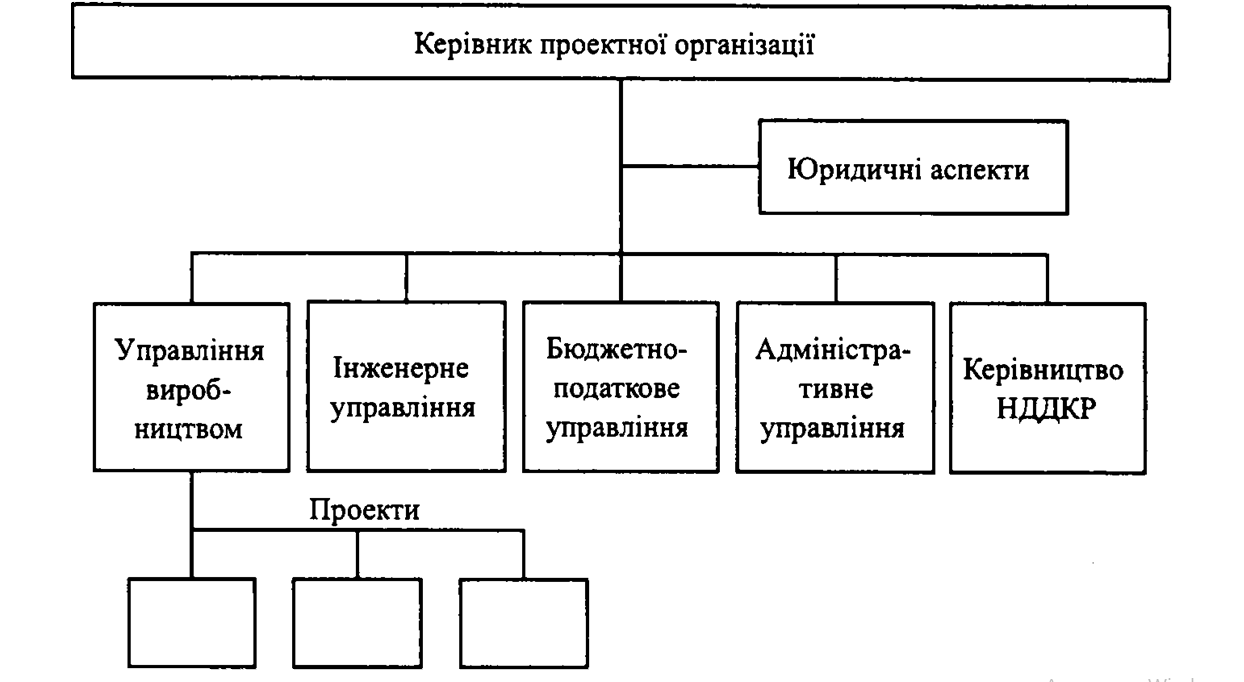 Керівник проектної організації
Юридичні аспекти
Управління
вироб-
ництвом
Інженерне
управління
Бюджетно-
податкове
управління
Адміністра-
тивне
управління
Керівництво
НДДКР
Проекти